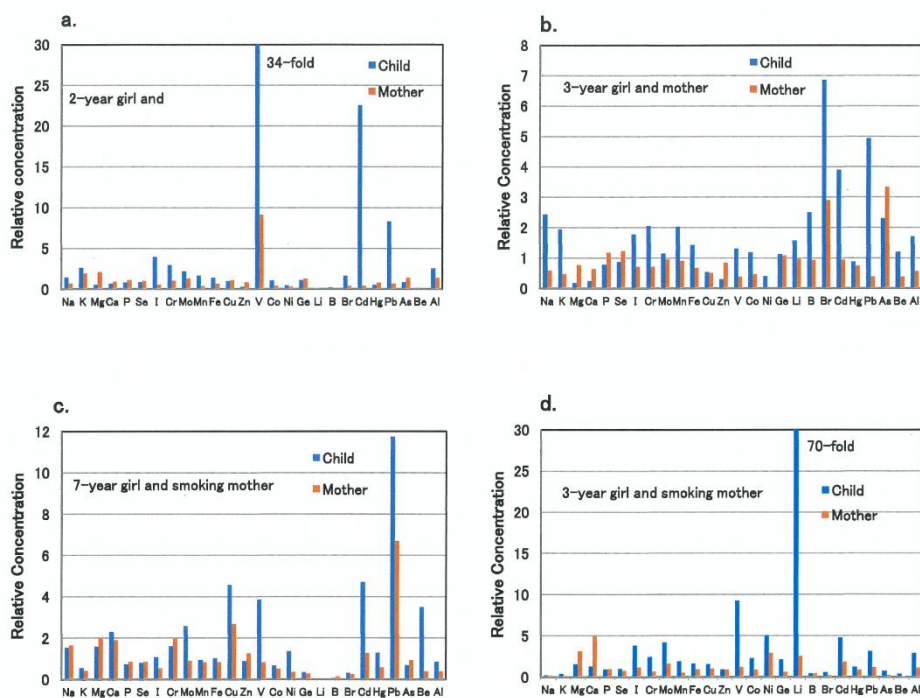 a.
Relative concentration
30
25
20
15
10
5
0
2-year girl and
34-fold
Child
Mother
Na K Mg Ca P Se I Cr Mo Mn Fe Cu Zn V Co Ni Ge Li B Br Cd Hg Pb As Be Al
b.
Relative Concentration
8
7
6
5
4
3
2
1
0
Child
3-year girl and mother
Mother
Na K Mg Ca P Se I Cr Mo Mn Fe Cu Zn V Co Ni Ge Li B Br Cd Hg Pb As Be Al
c.
Relative Concentration
12
10
8
6
4
2
0
Child
7-year girl and smoking mother
Mother
Na K Mg Ca P Se I Cr Mo Mn Fe Cu Zn V Co Ni Ge Li B Br Cd Hg Pb As Be Al
d.
Relative Concentration
30
25
20
15
10
5
0
70-fold
3-year girl and smoking mother
Child
Mother
Na K Mg Ca P Se I Cr Mo Mn Fe Cu Zn V Co Ni Ge Li B Br Cd Hg Pb As Be Al